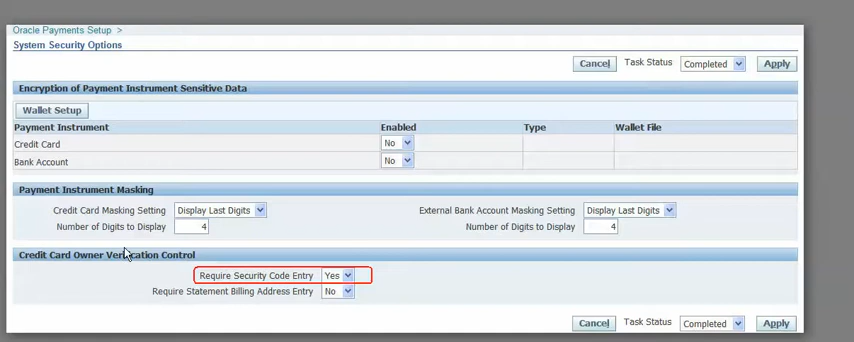 Oracle Payments Setup >
System Security Options
Cancel Task Status Completed Apply
Encryption of Payment Instrument Sensitive Data
Wallet Setup
Payment Instrument Enabled Type Wallet File
Credit Card No
Bank Account No
Payment Instrument Masking
Credit Card Masking Setting Display Last Digits External Bank Account Masking Setting Display Last Digits
Number of Digits to Display 4 Number of Digits to Display 4
Credit Card Owner Verification Control
Require Security Code Entry Yes
Require Statement Billing Address Entry No
Cancel Task Status Completed Apply